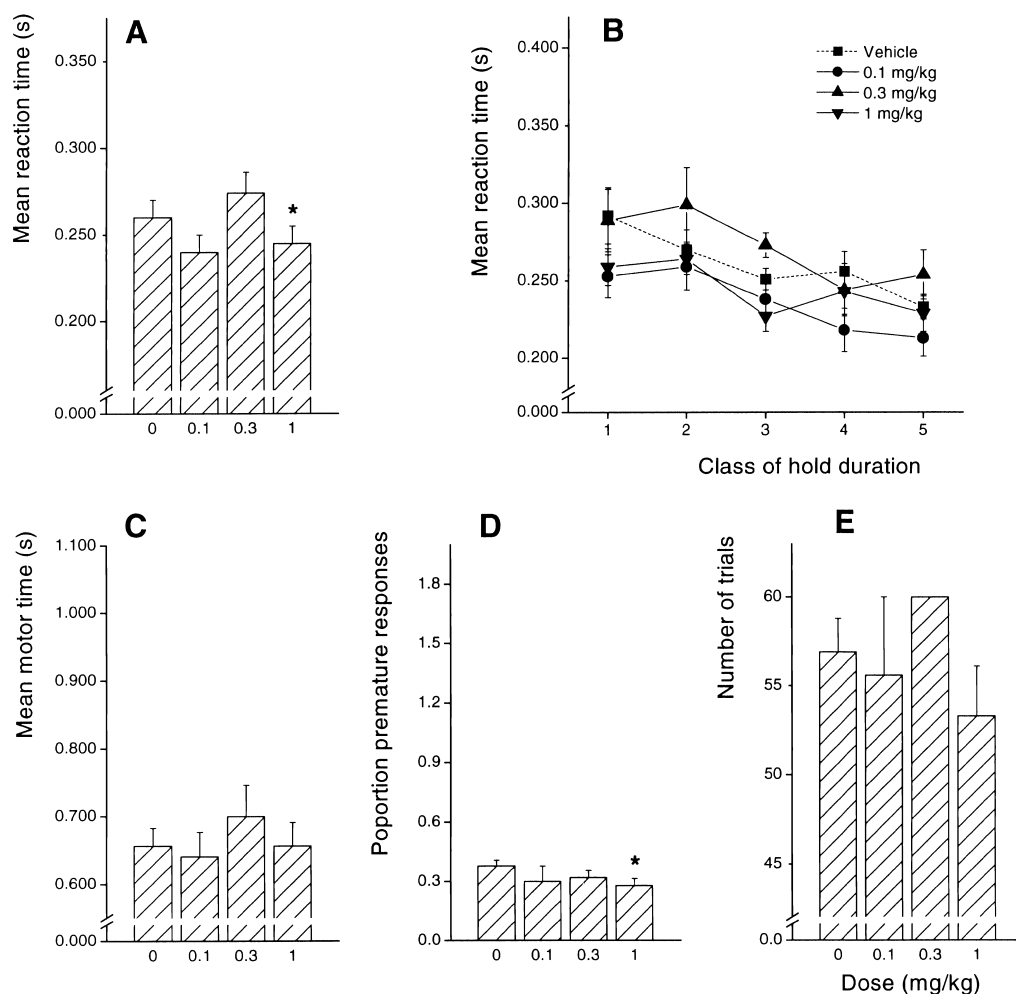 A
Mean reaction time (s)
0.350
0.300
0.250
0.200
0.000
*
0 0.1 0.3 1
B
Mean reaction time (s)
0.400
0.350
0.300
0.250
0.200
0.000
Vehicle
0.1 mg/kg
0.3 mg/kg
1 mg/kg
1 2 3 4 5
Class of hold duration
C
Mean motor time (s)
1.100
1.000
0.900
0.800
0.700
0.600
0.000
0 0.1 0.3 1
D
Poportion premature responses
1.8
1.5
1.2
0.9
0.6
0.3
0.0
*
0 0.1 0.3 1
E
Number of trials
60
55
50
45
0.0
0 0.1 0.3 1
Dose (mg/kg)